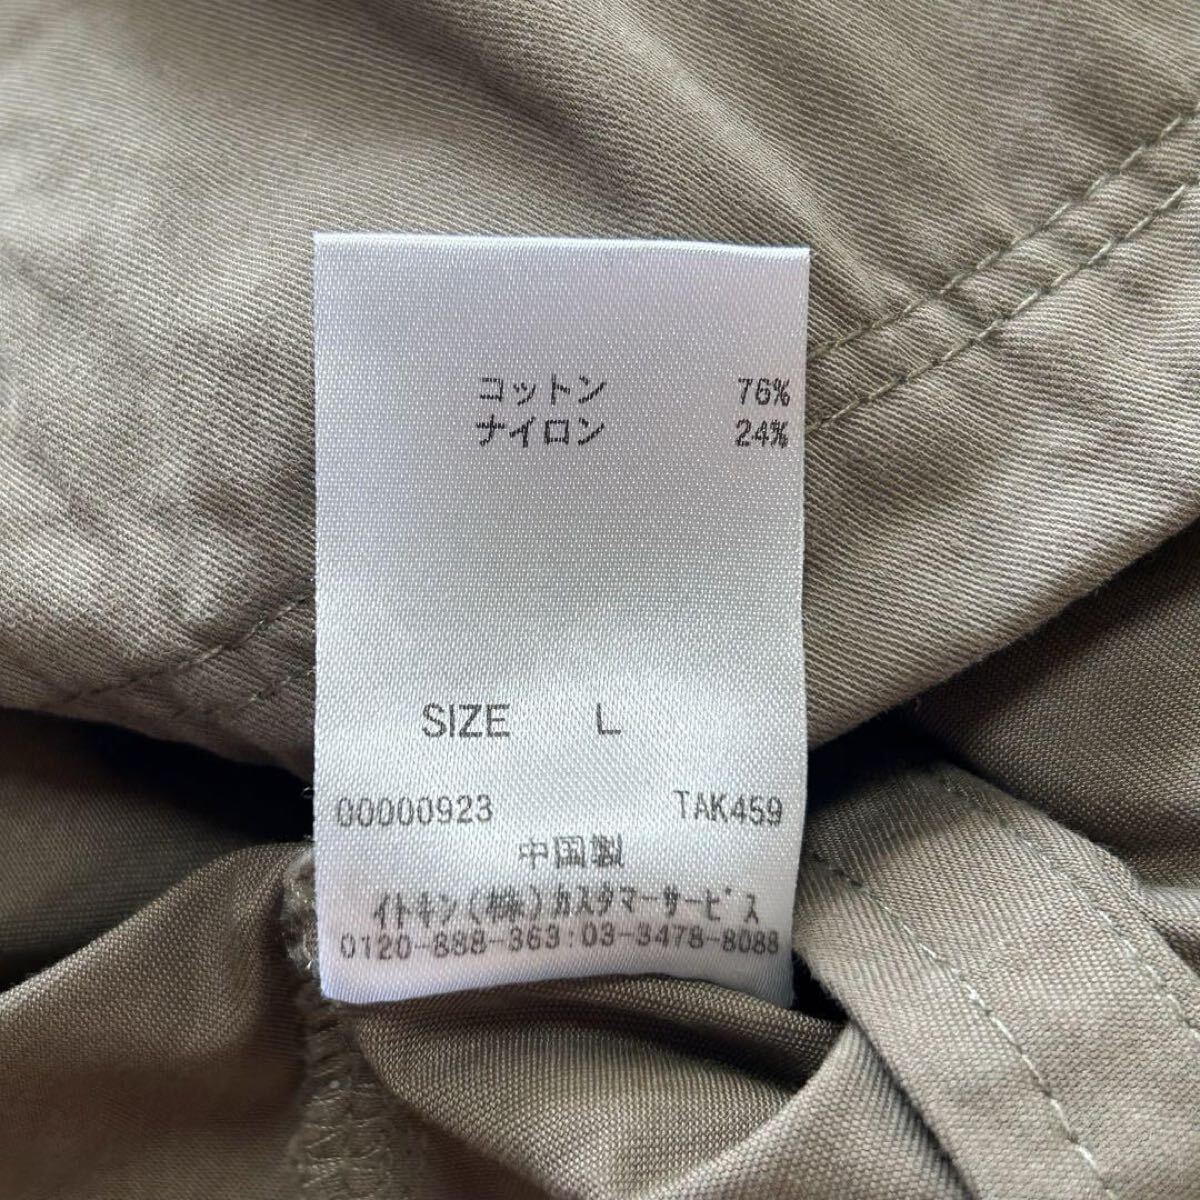 コットン 76%
ナイロン 24%
SIZE L
00000923 TAK459
中国製
イトキン(株)カスタマーサービス
0120-888-363:03-3478-8088